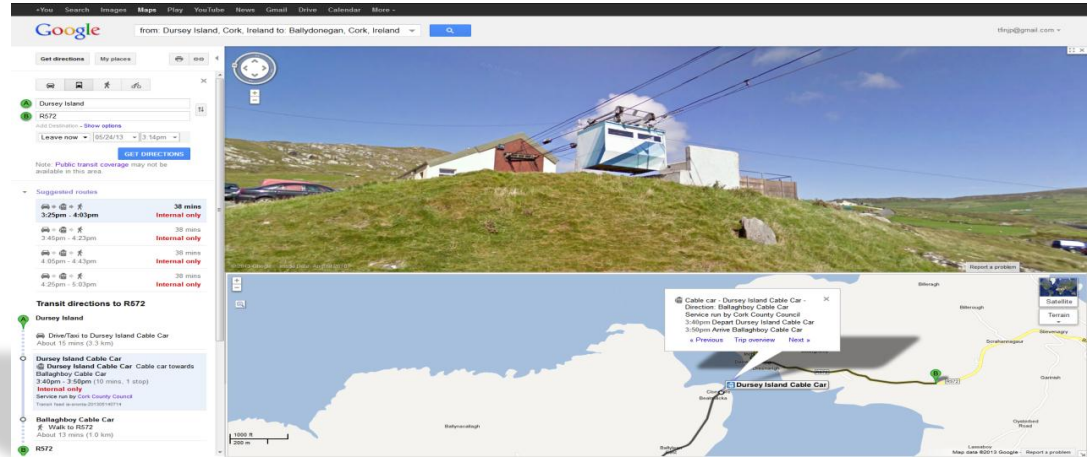 +You Search Images Maps Play YouTube News Gmail Drive Calendar More
Google
from: Dursey Island, Cork, Ireland to: Ballydonegan, Cork, Ireland
tfinjp@gmail.com
Get directions My places
A Dursey Island
B R572
Add Destination - Show options
Leave now 05/24/13 3:14pm
GET DIRECTIONS
Note: Public transit coverage may not be
available in this area.
Suggested routes
38 mins
3:25pm - 4:03pm Internal only
38 mins
3:45pm - 4:23pm Internal only
38 mins
4:05pm - 4:43pm Internal only
38 mins
4:25pm - 5:03pm Internal only
Transit directions to R572
A Dursey Island
Drive/Taxi to Dursey Island Cable Car
About 15 mins (3.3 km)
Dursey Island Cable Car
Dursey Island Cable Car Cable car towards
Ballaghboy Cable Car
3:40pm - 3:50pm (10 mins, 1 stop)
Internal only
Service run by Cork County Council
Ballaghboy Cable Car
Walk to R572
About 13 mins (1.0 km)
B R572
Report a problem
Cable car - Dursey Island Cable Car -
Direction: Ballaghboy Cable Car
Service run by Cork County Council
3:40pm Depart Dursey Island Cable Car
3:50pm Arrive Ballaghboy Cable Car
« Previous Trip overview Next »
Satellite
Terrain
Billeragh
B
R572
Garinish
Dursey Island Cable Car
Ballynacallagh
1000 ft
200 m
Map data ©2013 Google - Report a problem